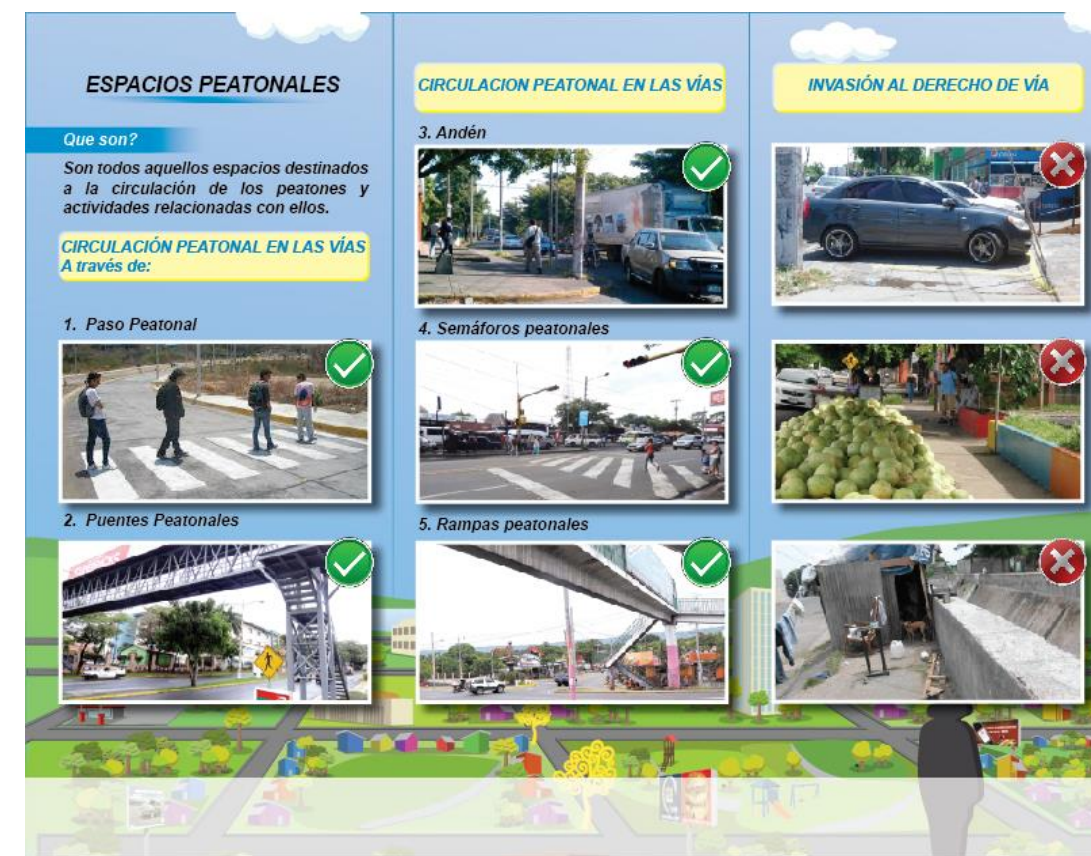 ESPACIOS PEATONALES
Que son?
Son todos aquellos espacios destinados
a la circulación de los peatones y
actividades relacionadas con ellos.
CIRCULACIÓN PEATONAL EN LAS VÍAS
A través de:
1. Paso Peatonal
2. Puentes Peatonales
CIRCULACION PEATONAL EN LAS VÍAS
3. Andén
4. Semáforos peatonales
5. Rampas peatonales
INVASIÓN AL DERECHO DE VÍA